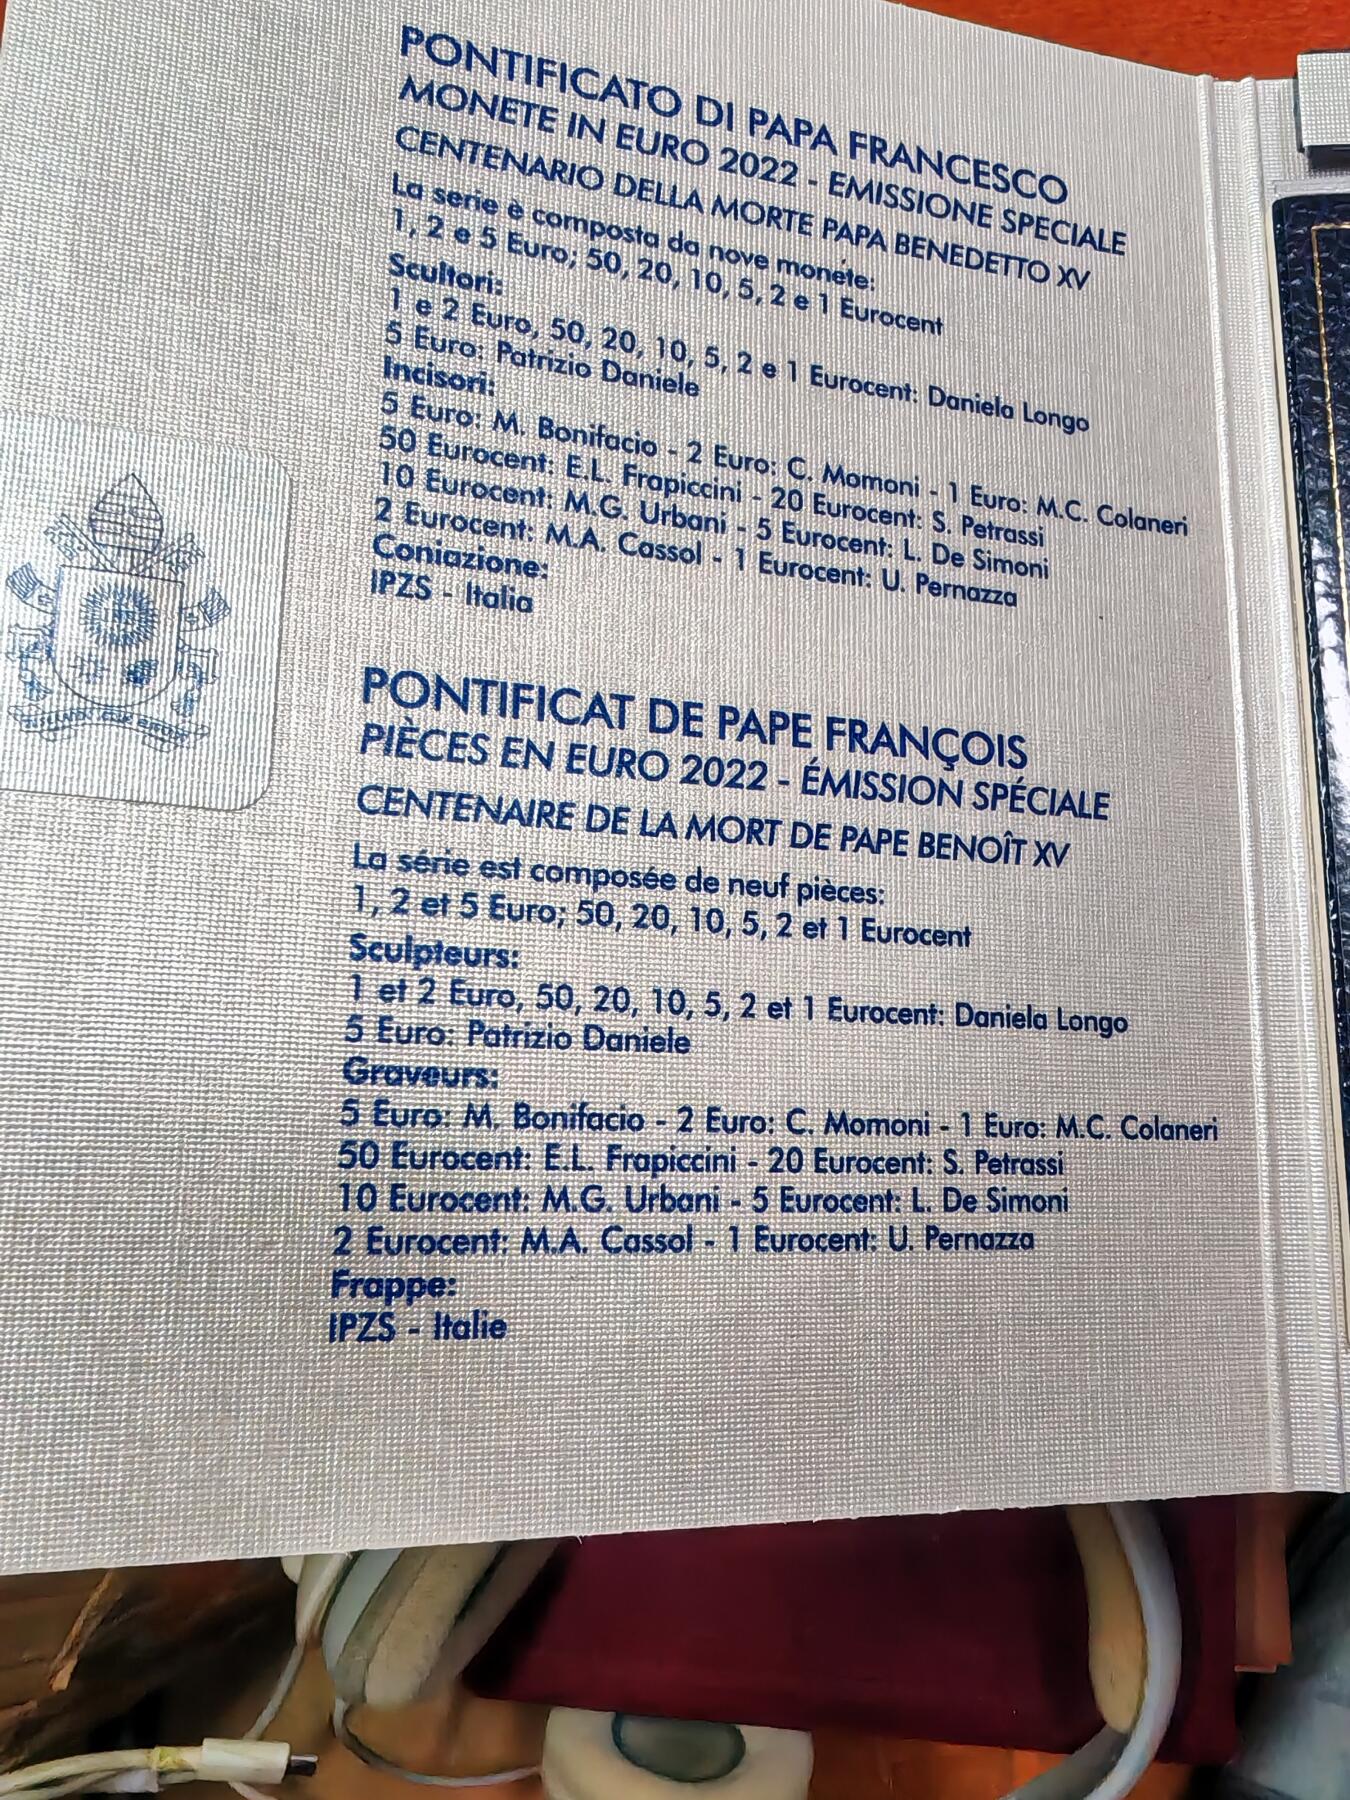 PONTIFICATO DI PAPA FRANCESCO
MONETE IN EURO 2022 - EMISSIONE SPECIALE
CENTENARIO DELLA MORTE PAPA BENEDETTO XV
La serie è composta da nove monete:
1, 2 e 5 Euro; 50, 20, 10, 5, 2 e 1 Eurocent
Scultori:
1 e 2 Euro, 50, 20, 10, 5, 2 e 1 Eurocent: Daniela Longo
5 Euro: Patrizio Daniele
Incisori:
5 Euro: M. Bonifacio - 2 Euro: C. Momoni - 1 Euro: M.C. Colaneri
50 Eurocent: E.L. Frapiccini - 20 Eurocent: S. Petrassi
10 Eurocent: M.G. Urbani - 5 Eurocent: L. De Simoni
2 Eurocent: M.A. Cassol - 1 Eurocent: U. Pernazza
Coniazione:
IPZS - Italia
PONTIFICAT DE PAPE FRANÇOIS
PIÈCES EN EURO 2022 - ÉMISSION SPÉCIALE
CENTENAIRE DE LA MORT DE PAPE BENOÎT XV
La série est composée de neuf pièces:
1, 2 et 5 Euro; 50, 20, 10, 5, 2 et 1 Eurocent
Sculpteurs:
1 et 2 Euro, 50, 20, 10, 5, 2 et 1 Eurocent: Daniela Longo
5 Euro: Patrizio Daniele
Graveurs:
5 Euro: M. Bonifacio - 2 Euro: C. Momoni - 1 Euro: M.C. Colaneri
50 Eurocent: E.L. Frapiccini - 20 Eurocent: S. Petrassi
10 Eurocent: M.G. Urbani - 5 Eurocent: L. De Simoni
2 Eurocent: M.A. Cassol - 1 Eurocent: U. Pernazza
Frappe:
IPZS - Italie